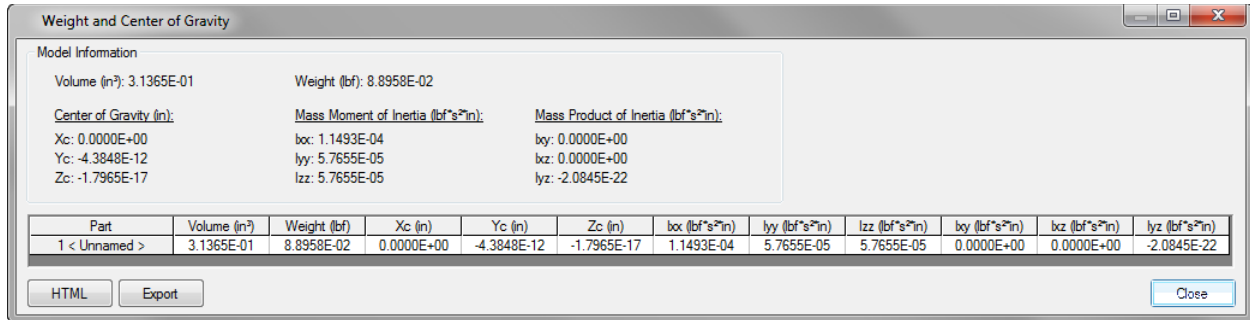 Weight and Center of Gravity
Model Information
Volume (in³): 3.1365E-01 Weight (lbf): 8.8958E-02
Center of Gravity (in): Mass Moment of Inertia (lbf*s²*in): Mass Product of Inertia (lbf*s²*in):
Xc: 0.0000E+00 Ixx: 1.1493E-04 Ixy: 0.0000E+00
Yc: -4.3848E-12 Iyy: 5.7655E-05 Ixz: 0.0000E+00
Zc: -1.7965E-17 Izz: 5.7655E-05 Iyz: -2.0845E-22
Part Volume (in³) Weight (lbf) Xc (in) Yc (in) Zc (in) Ixx (lbf*s²*in) Iyy (lbf*s²*in) Izz (lbf*s²*in) Ixy (lbf*s²*in) Ixz (lbf*s²*in) Iyz (lbf*s²*in)
1 < Unnamed > 3.1365E-01 8.8958E-02 0.0000E+00 -4.3848E-12 -1.7965E-17 1.1493E-04 5.7655E-05 5.7655E-05 0.0000E+00 0.0000E+00 -2.0845E-22
HTML Export Close